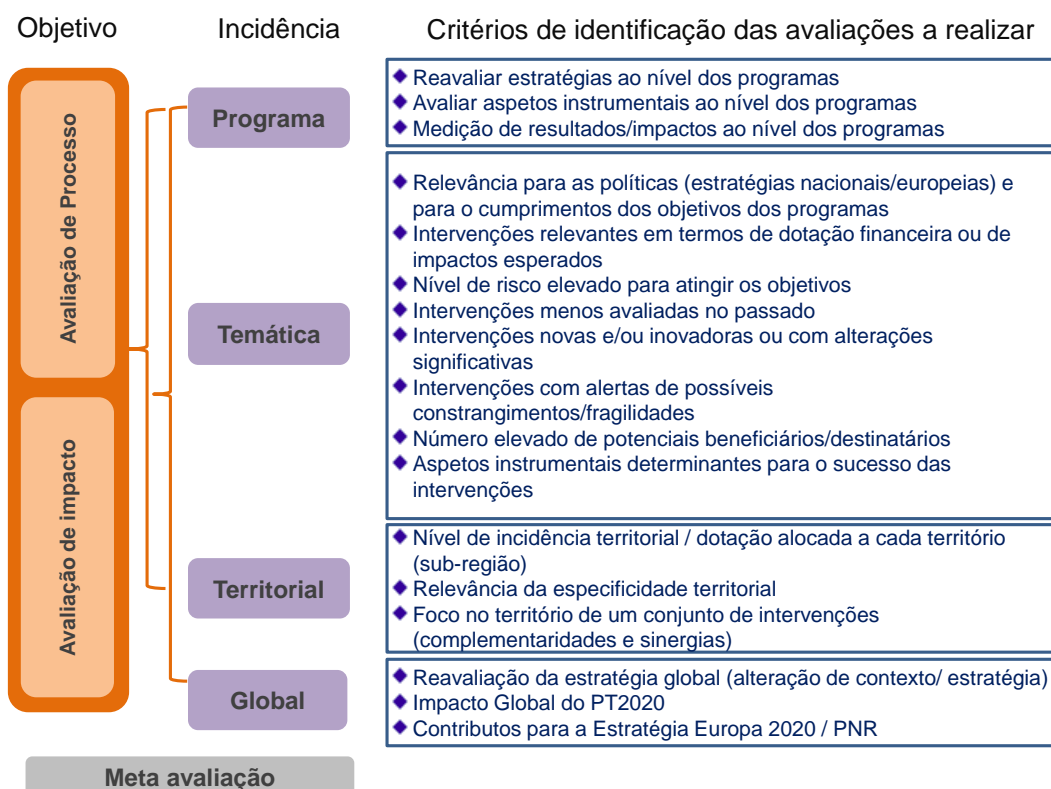 Objetivo
Incidência
Critérios de identificação das avaliações a realizar
Avaliação de Processo
Avaliação de impacto
Programa
◆ Reavaliar estratégias ao nível dos programas
◆ Avaliar aspetos instrumentais ao nível dos programas
◆ Medição de resultados/impactos ao nível dos programas
Temática
◆ Relevância para as políticas (estratégias nacionais/europeias) e
para o cumprimentos dos objetivos dos programas
◆ Intervenções relevantes em termos de dotação financeira ou de
impactos esperados
◆ Nível de risco elevado para atingir os objetivos
◆ Intervenções menos avaliadas no passado
◆ Intervenções novas e/ou inovadoras ou com alterações
significativas
◆ Intervenções com alertas de possíveis
constrangimentos/fragilidades
◆ Número elevado de potenciais beneficiários/destinatários
◆ Aspetos instrumentais determinantes para o sucesso das
intervenções
Territorial
◆ Nível de incidência territorial / dotação alocada a cada território
(sub-região)
◆ Relevância da especificidade territorial
◆ Foco no território de um conjunto de intervenções
(complementaridades e sinergias)
Global
◆ Reavaliação da estratégia global (alteração de contexto/ estratégia)
◆ Impacto Global do PT2020
◆ Contributos para a Estratégia Europa 2020 / PNR
Meta avaliação